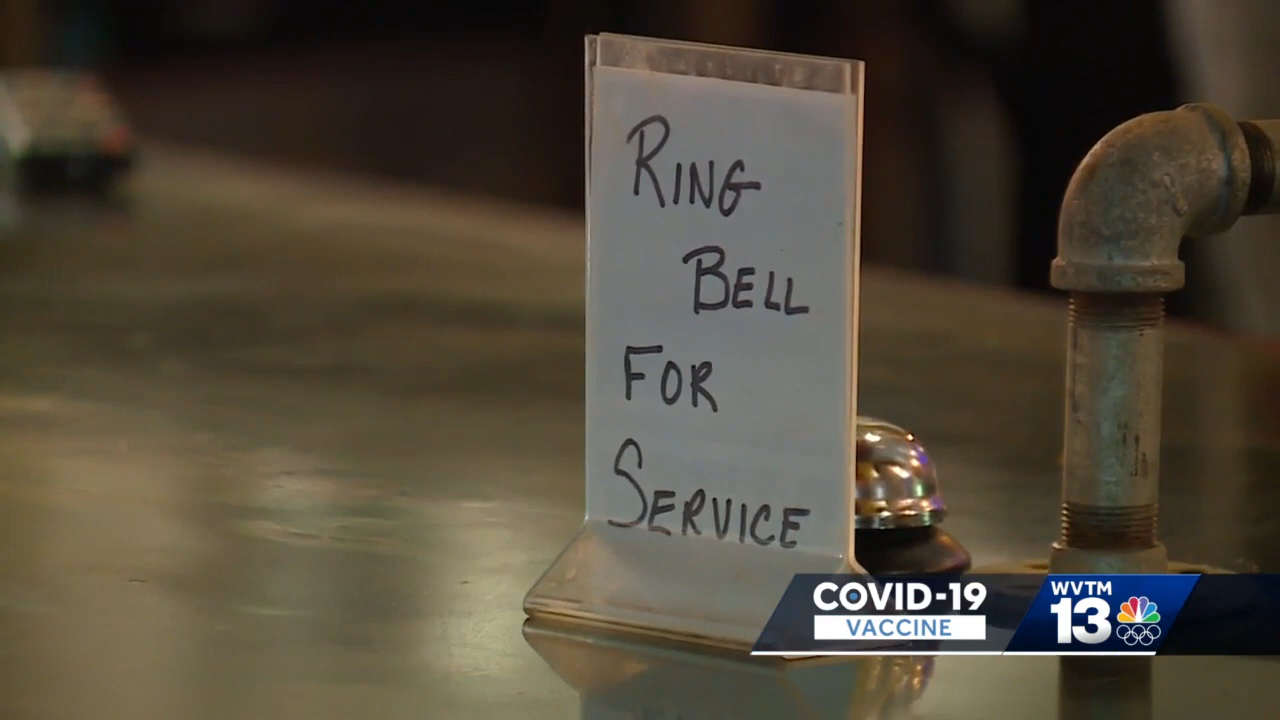 RING
BELL
FOR
SERVICE
COVID-19
VACCINE
WVTM
13